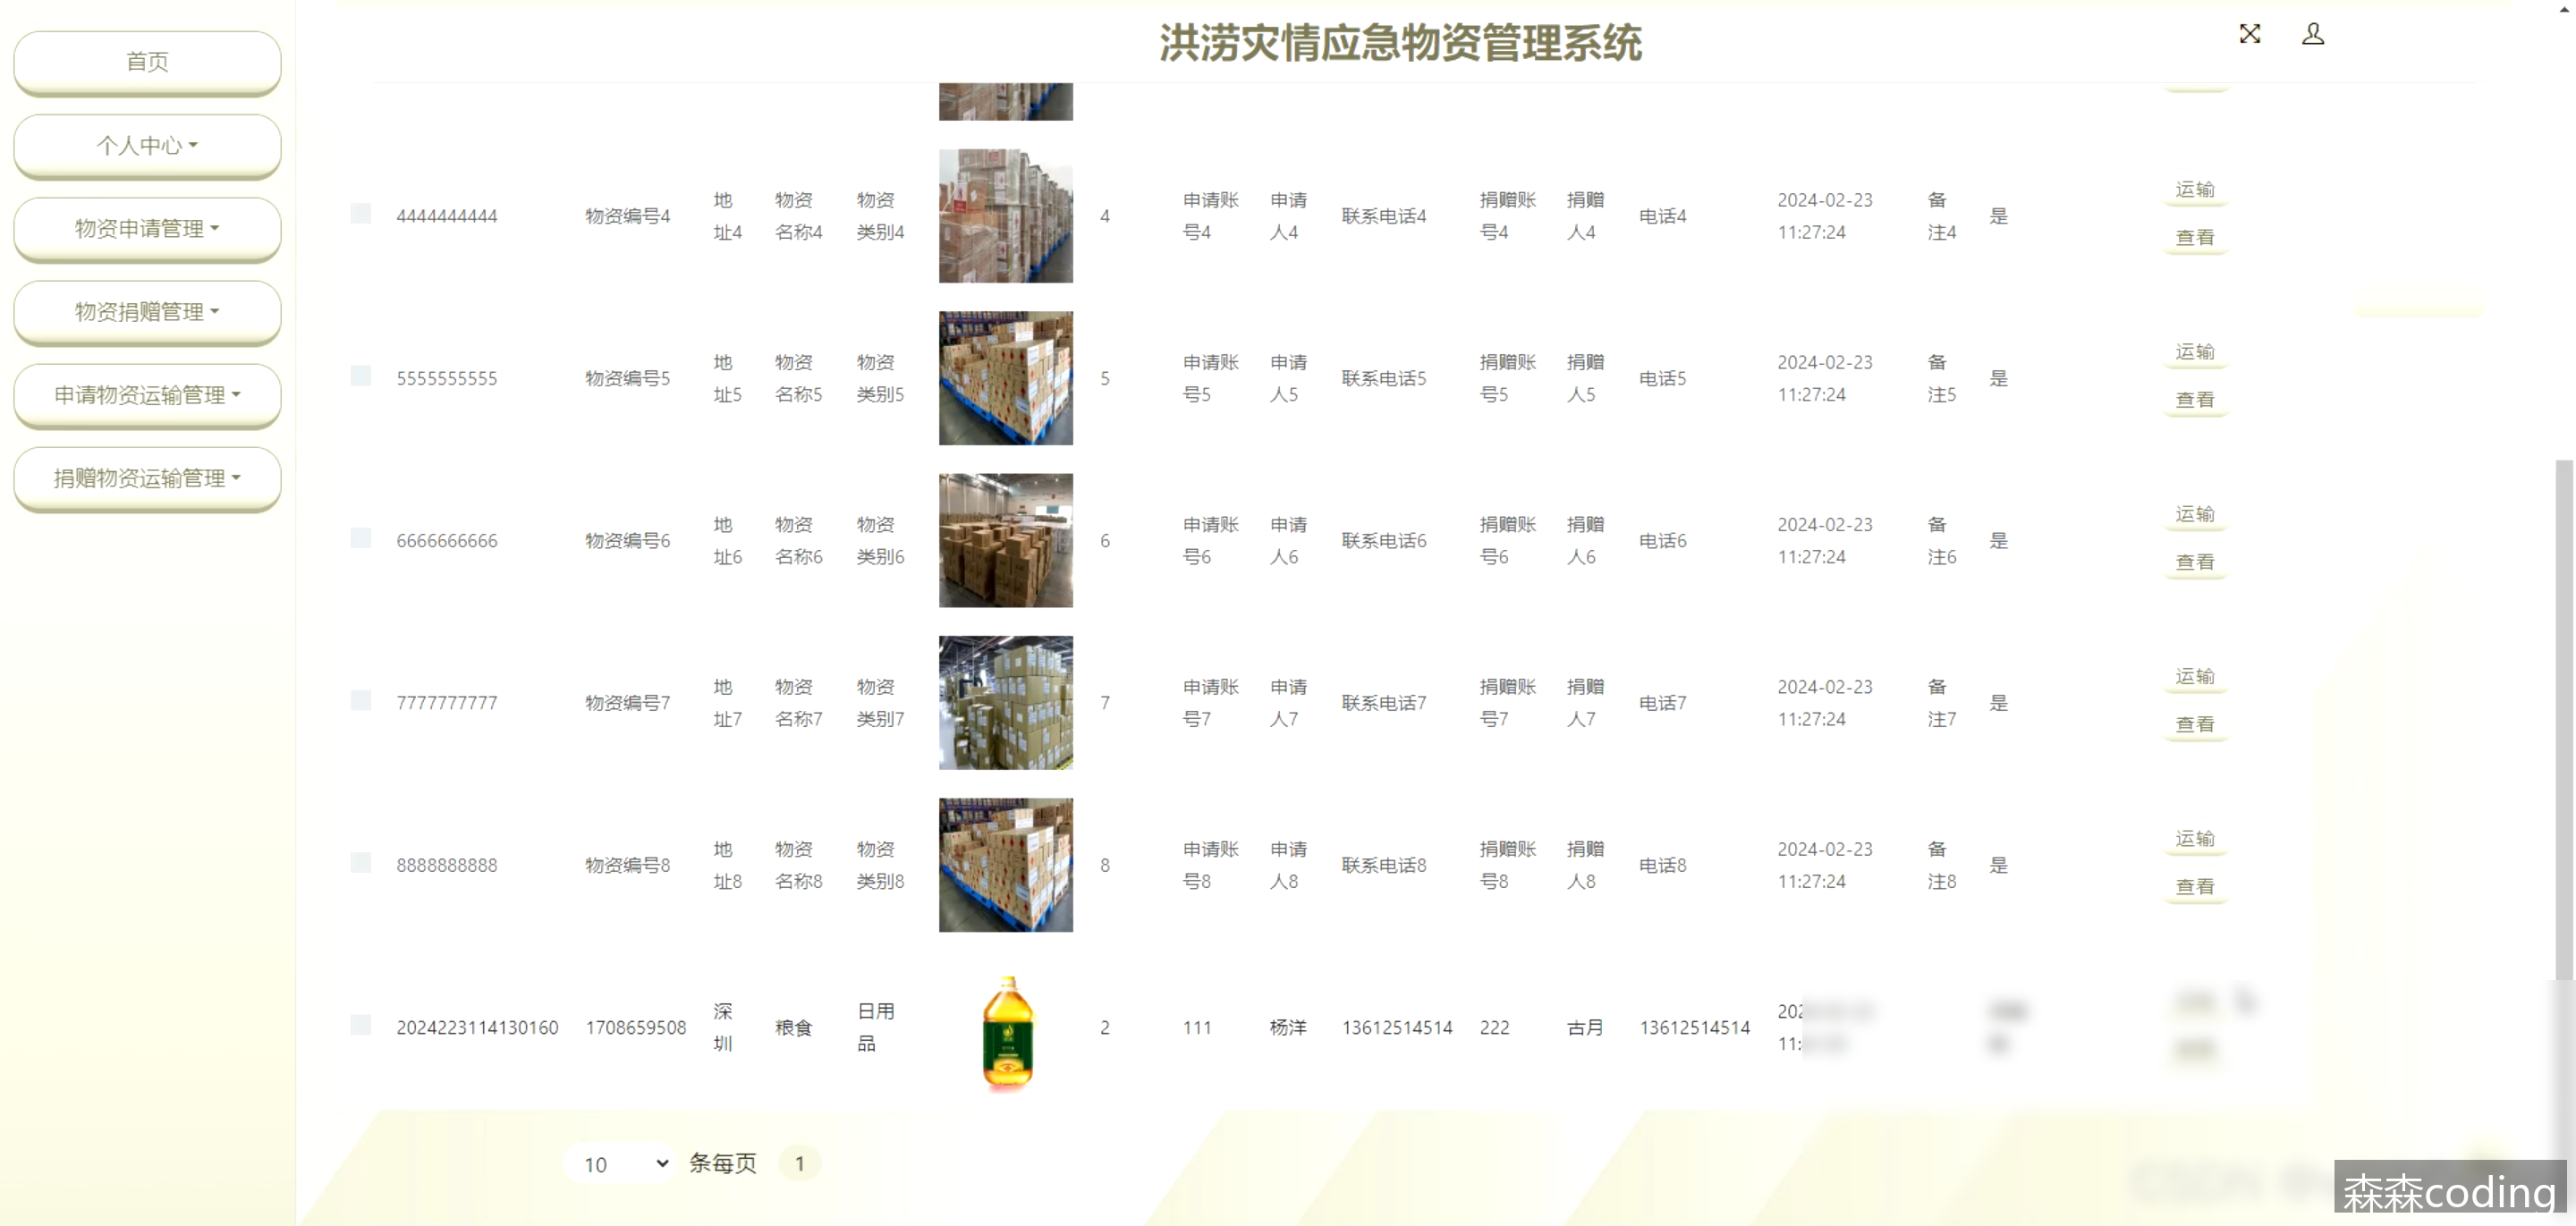 洪涝灾情应急物资管理系统
首页
个人中心
物资申请管理
物资捐赠管理
申请物资运输管理
捐赠物资运输管理
4444444444 物资编号4 地址4 物资名称4 物资类别4 4 申请账号4 申请人4 联系电话4 捐赠账号4 捐赠人4 电话4 2024-02-23 11:27:24 备注4 是 运输 查看
5555555555 物资编号5 地址5 物资名称5 物资类别5 5 申请账号5 申请人5 联系电话5 捐赠账号5 捐赠人5 电话5 2024-02-23 11:27:24 备注5 是 运输 查看
6666666666 物资编号6 地址6 物资名称6 物资类别6 6 申请账号6 申请人6 联系电话6 捐赠账号6 捐赠人6 电话6 2024-02-23 11:27:24 备注6 是 运输 查看
7777777777 物资编号7 地址7 物资名称7 物资类别7 7 申请账号7 申请人7 联系电话7 捐赠账号7 捐赠人7 电话7 2024-02-23 11:27:24 备注7 是 运输 查看
8888888888 物资编号8 地址8 物资名称8 物资类别8 8 申请账号8 申请人8 联系电话8 捐赠账号8 捐赠人8 电话8 2024-02-23 11:27:24 备注8 是 运输 查看
2024223114130160 1708659508 深圳 粮食 日用品 2 111 杨洋 13612514514 222 古月 13612514514 202 11:
10 条每页 1
森森coding